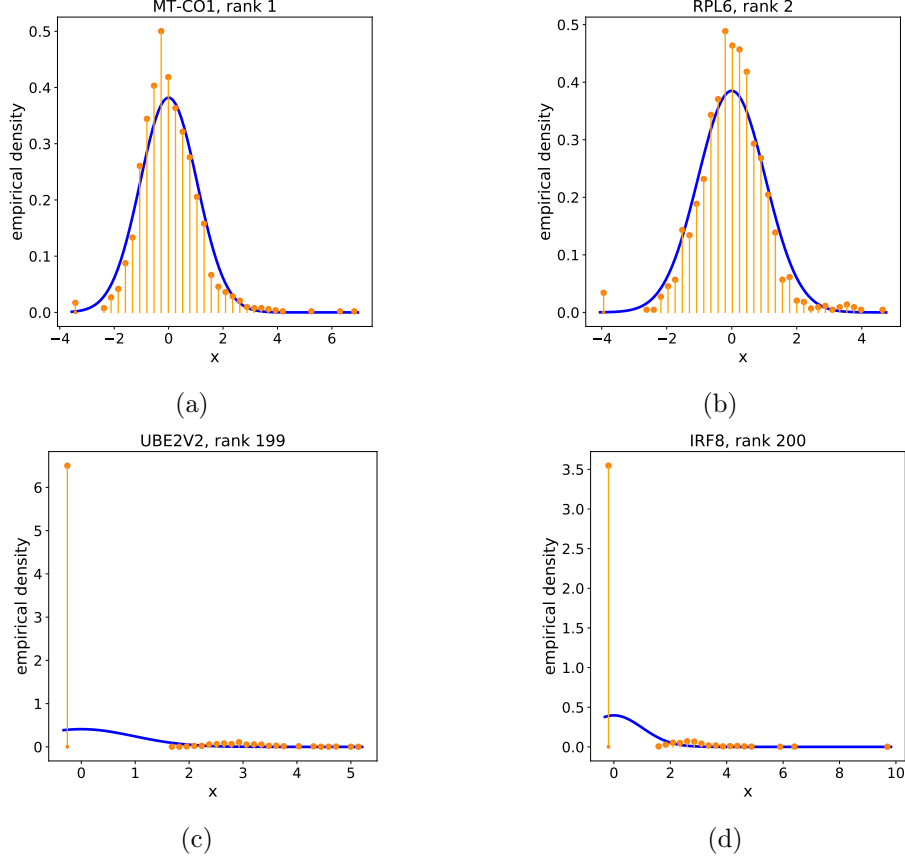 MT-CO1, rank 1
empirical density
0.5
0.4
0.3
0.2
0.1
0.0
−4 −2 0 2 4 6
x
(a)
RPL6, rank 2
empirical density
0.5
0.4
0.3
0.2
0.1
0.0
−4 −2 0 2 4
x
(b)
UBE2V2, rank 199
empirical density
6
5
4
3
2
1
0
0 1 2 3 4 5
x
(c)
IRF8, rank 200
empirical density
3.5
3.0
2.5
2.0
1.5
1.0
0.5
0.0
0 2 4 6 8 10
x
(d)